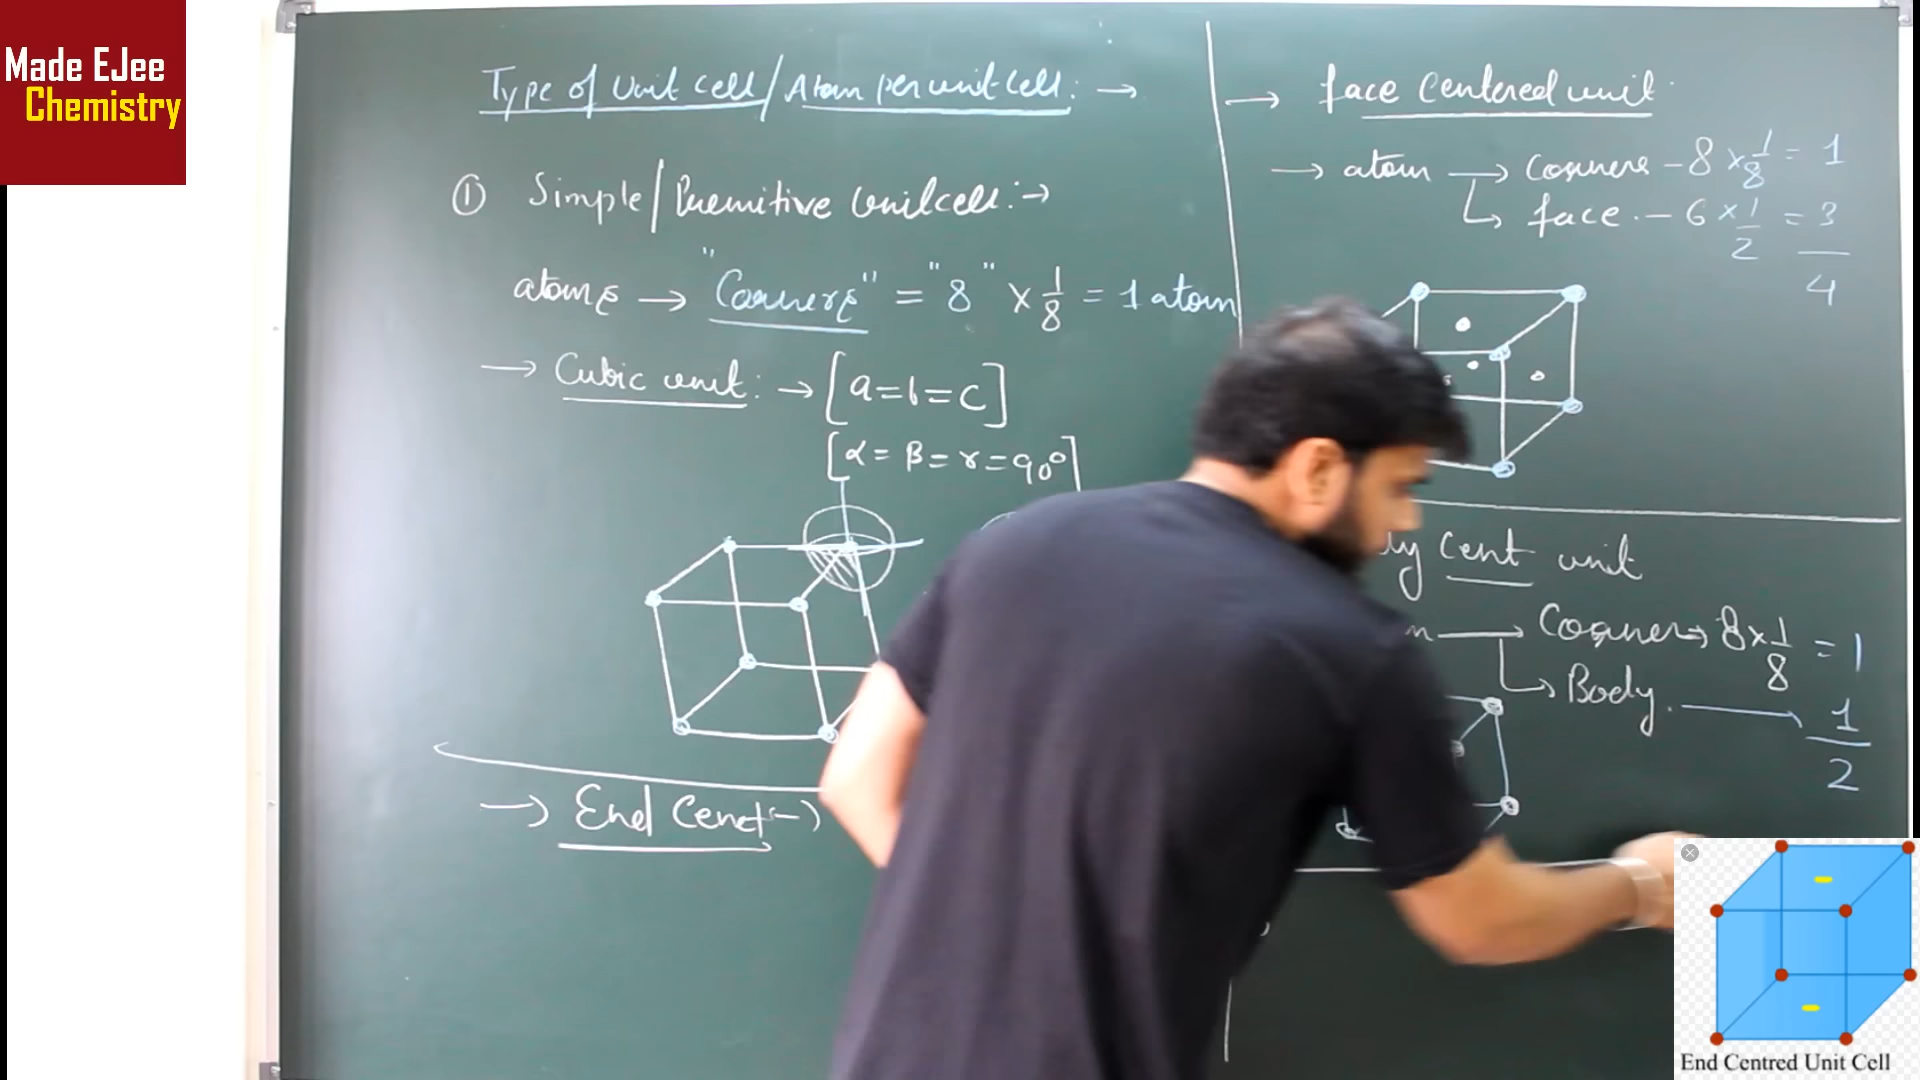 Made EJee
Chemistry
Type of Unit cell/Atom per unit cell: →
① Simple/Premitive Unitcell:→
atoms → "Corners" = "8" × 1/8 = 1 atom
→ Cubic unit: → [a=b=c]
[α = β = γ = 90°]
→ End Cent →
→ face Centered unit
→ atom → Corners - 8 × 1/8 = 1
↳ face. - 6 × 1/2 = 3
4
Cent unit
Corner → 8 × 1/8 = 1
↳ Body. → 1
2
End Centred Unit Cell